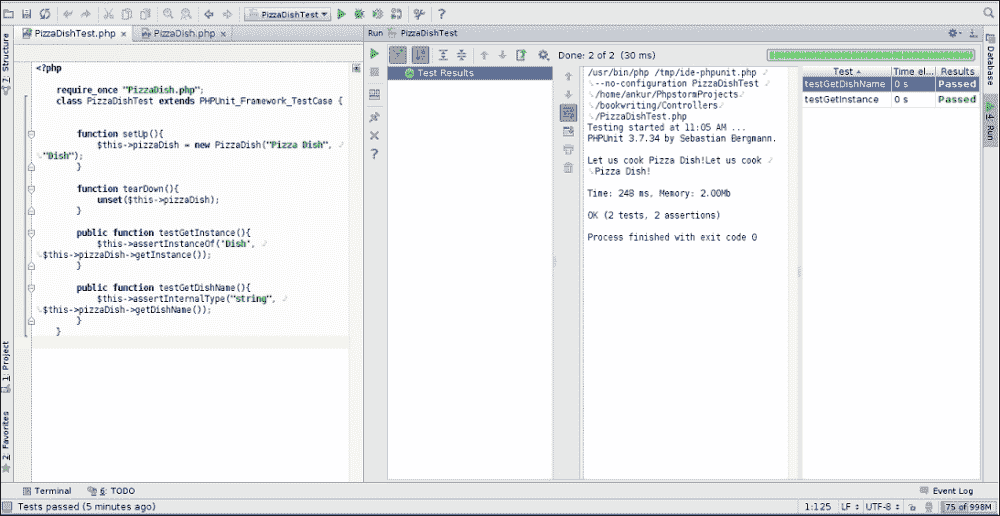 PizzaDishTest
PizzaDishTest.php
PizzaDish.php
Run
PizzaDishTest
Z: Structure
1: Project
2: Favorites
Database
4: Run
<?php
require_once "PizzaDish.php";
class PizzaDishTest extends PHPUnit_Framework_TestCase {
function setUp(){
$this->pizzaDish = new PizzaDish("Pizza Dish",
"Dish");
}
function tearDown(){
unset($this->pizzaDish);
}
public function testGetInstance(){
$this->assertInstanceOf('Dish',
$this->pizzaDish->getInstance());
}
public function testGetDishName(){
$this->assertInternalType("string",
$this->pizzaDish->getDishName());
}
}
Done: 2 of 2 (30 ms)
Test Results
/usr/bin/php /tmp/ide-phpunit.php
--no-configuration PizzaDishTest
/home/ankur/PhpstormProjects
/bookwriting/Controllers
/PizzaDishTest.php
Testing started at 11:05 AM ...
PHPUnit 3.7.34 by Sebastian Bergmann.
Let us cook Pizza Dish!Let us cook
Pizza Dish!
Time: 248 ms, Memory: 2.00Mb
OK (2 tests, 2 assertions)
Process finished with exit code 0
Test Time el... Results
testGetDishName 0 s Passed
testGetInstance 0 s Passed
Terminal
6: TODO
Event Log
Tests passed (5 minutes ago)
1:125 LF UTF-8 75 of 998M